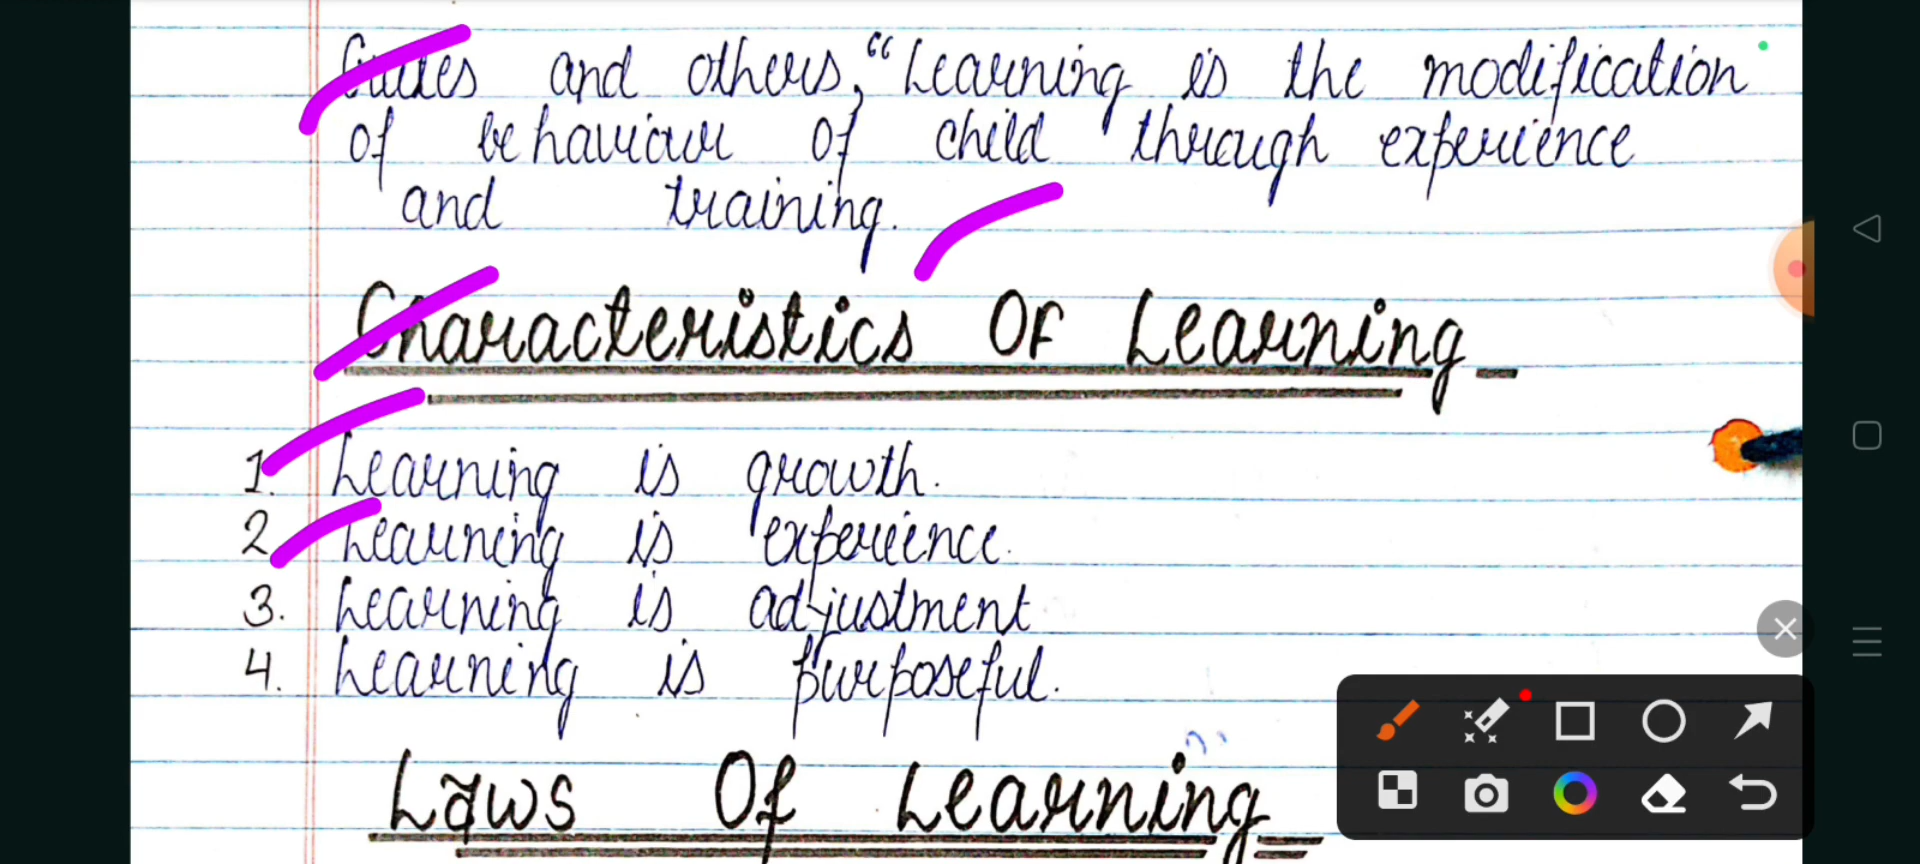 Gates and others, "Learning is the modification
of behaviour of child through experience
and training.
Characteristics Of Learning -
1. Learning is growth.
2 Learning is experience.
3. Learning is adjustment
4. Learning is purposeful.
Laws Of Learning